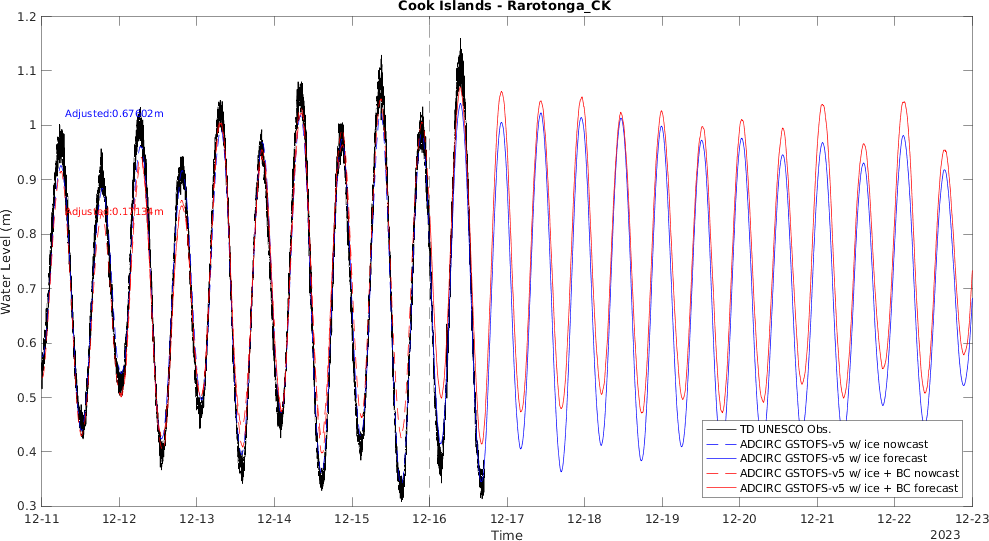 Cook Islands - Rarotonga_CK
1.2
1.1
1
0.9
0.8
0.7
0.6
0.5
0.4
0.3
Water Level (m)
Adjusted:0.67602m
Adjusted:0.17134m
TD UNESCO Obs.
ADCIRC GSTOFS-v5 w/ ice nowcast
ADCIRC GSTOFS-v5 w/ ice forecast
ADCIRC GSTOFS-v5 w/ ice + BC nowcast
ADCIRC GSTOFS-v5 w/ ice + BC forecast
12-11 12-12 12-13 12-14 12-15 12-16 12-17 12-18 12-19 12-20 12-21 12-22 12-23
Time
2023